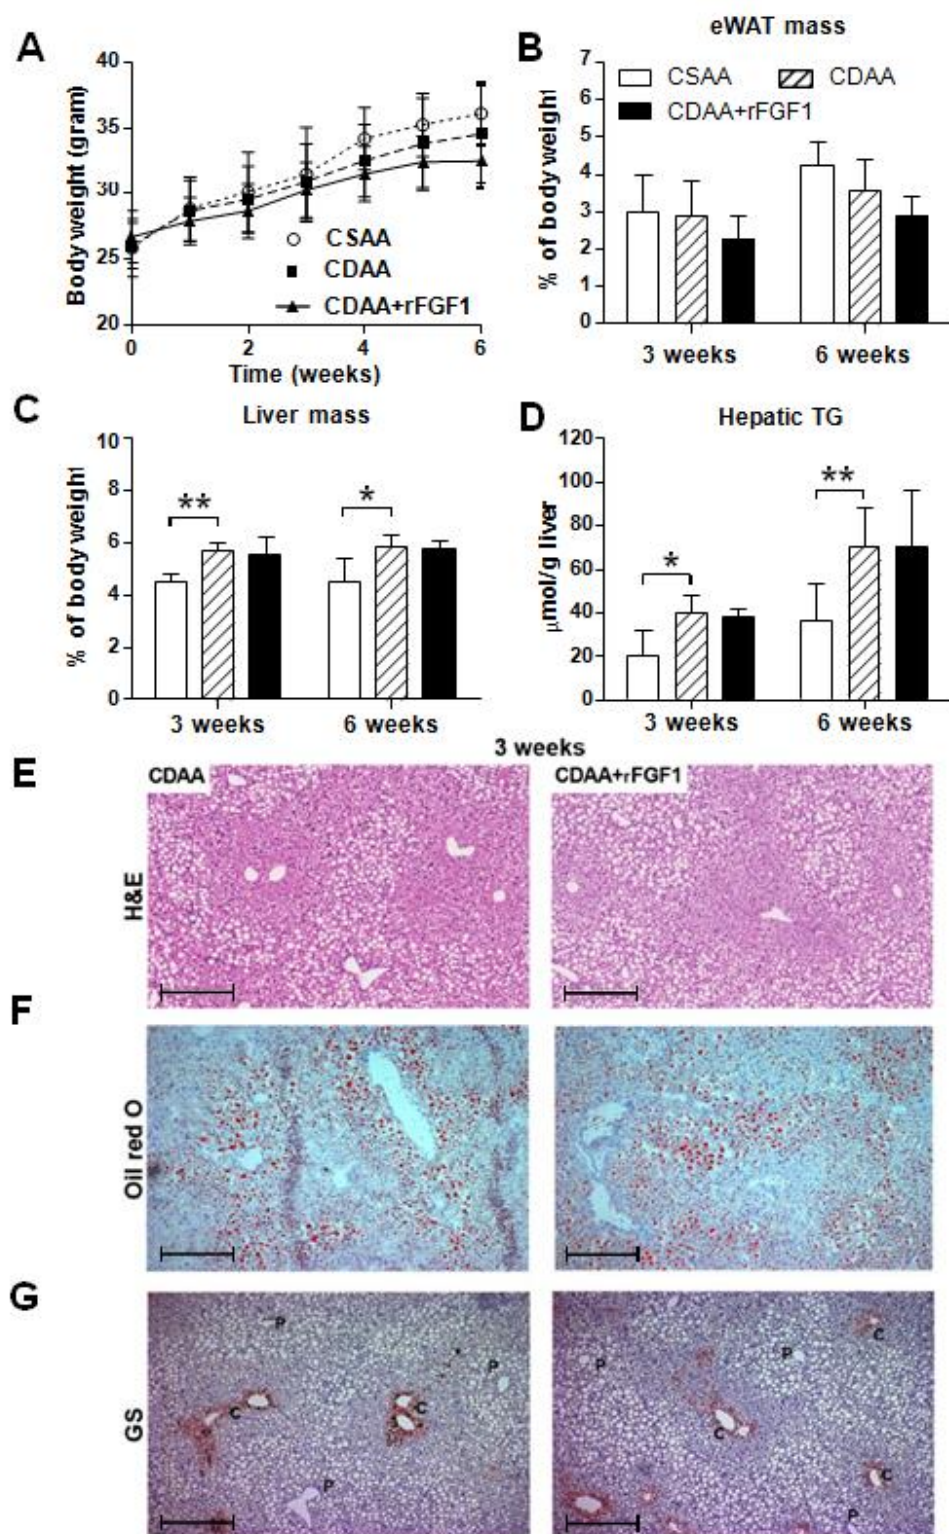 A
Body weight (gram)
40
35
30
25
20
CSAA
CDAA
CDAA+rFGF1
0 2 4 6
Time (weeks)
B
eWAT mass
% of body weight
7
6
5
4
3
2
1
0
CSAA CDAA
CDAA+rFGF1
3 weeks 6 weeks
C
Liver mass
% of body weight
10
8
6
4
2
0
** *
3 weeks 6 weeks
D
Hepatic TG
μmol/g liver
120
100
80
60
40
20
0
* **
3 weeks 6 weeks
3 weeks
E
H&E
CDAA CDAA+rFGF1
F
Oil red O
G
GS
P P C C P
P P C C C P